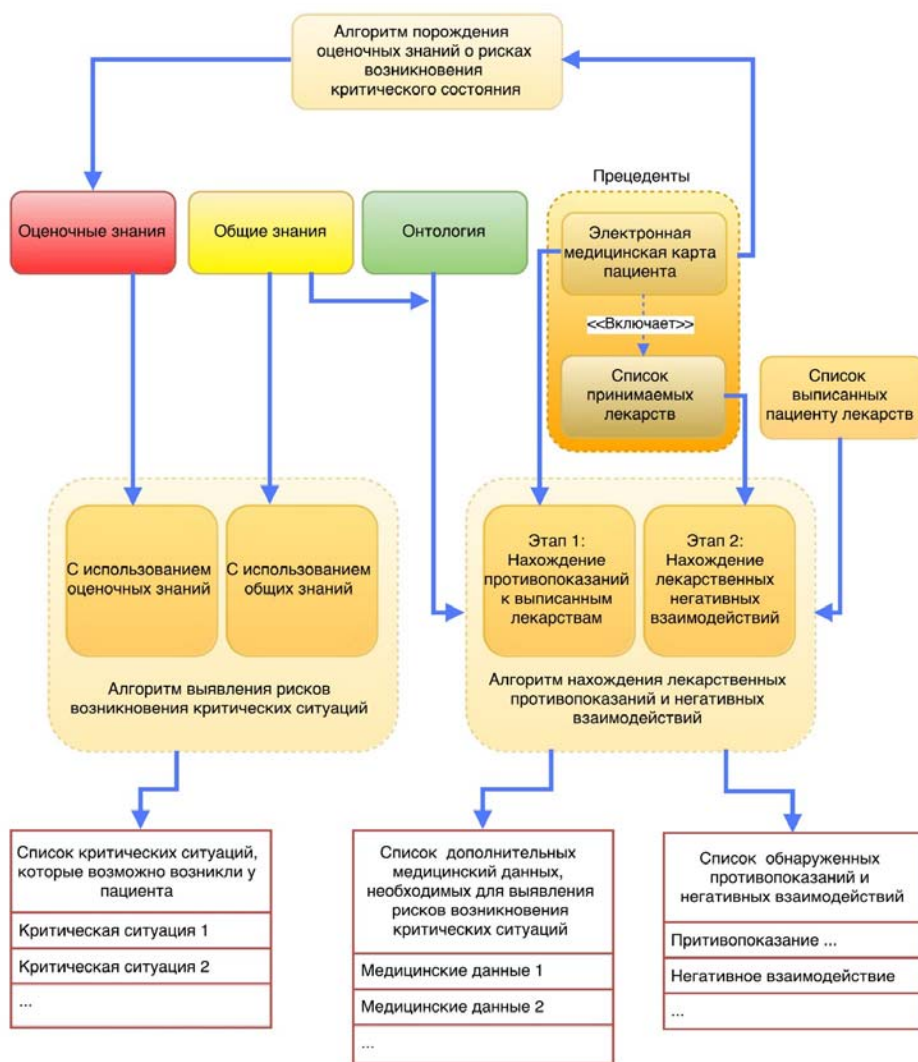 Алгоритм порождения
оценочных знаний о рисках
возникновения
критического состояния
Прецеденты
Оценочные знания
Общие знания
Онтология
Электронная
медицинская карта
пациента
<<Включает>>
Список
принимаемых
лекарств
Список
выписанных
пациенту лекарств
С использованием
оценочных знаний
С использованием
общих знаний
Алгоритм выявления рисков
возникновения критических ситуаций
Этап 1:
Нахождение
противопоказаний
к выписанным
лекарствам
Этап 2:
Нахождение
лекарственных
негативных
взаимодействий
Алгоритм нахождения лекарственных
противопоказаний и негативных
взаимодействий
Список критических ситуаций,
которые возможно возникли у
пациента
Критическая ситуация 1
Критическая ситуация 2
...
Список дополнительных
медицинский данных,
необходимых для выявления
рисков возникновения
критических ситуаций
Медицинские данные 1
Медицинские данные 2
...
Список обнаруженных
противопоказаний и
негативных взаимодействий
Притивопоказание ...
Негативное взаимодействие
...